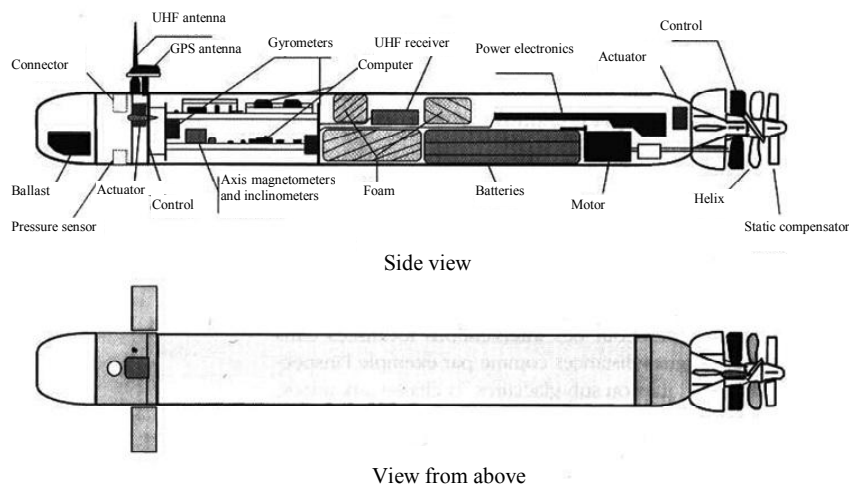 UHF antenna
GPS antenna
Connector
Gyrometers
UHF receiver
Computer
Power electronics
Actuator
Control
Ballast
Pressure sensor
Actuator
Control
Axis magnetometers
and inclinometers
Foam
Batteries
Motor
Helix
Static compensator
Side view
View from above